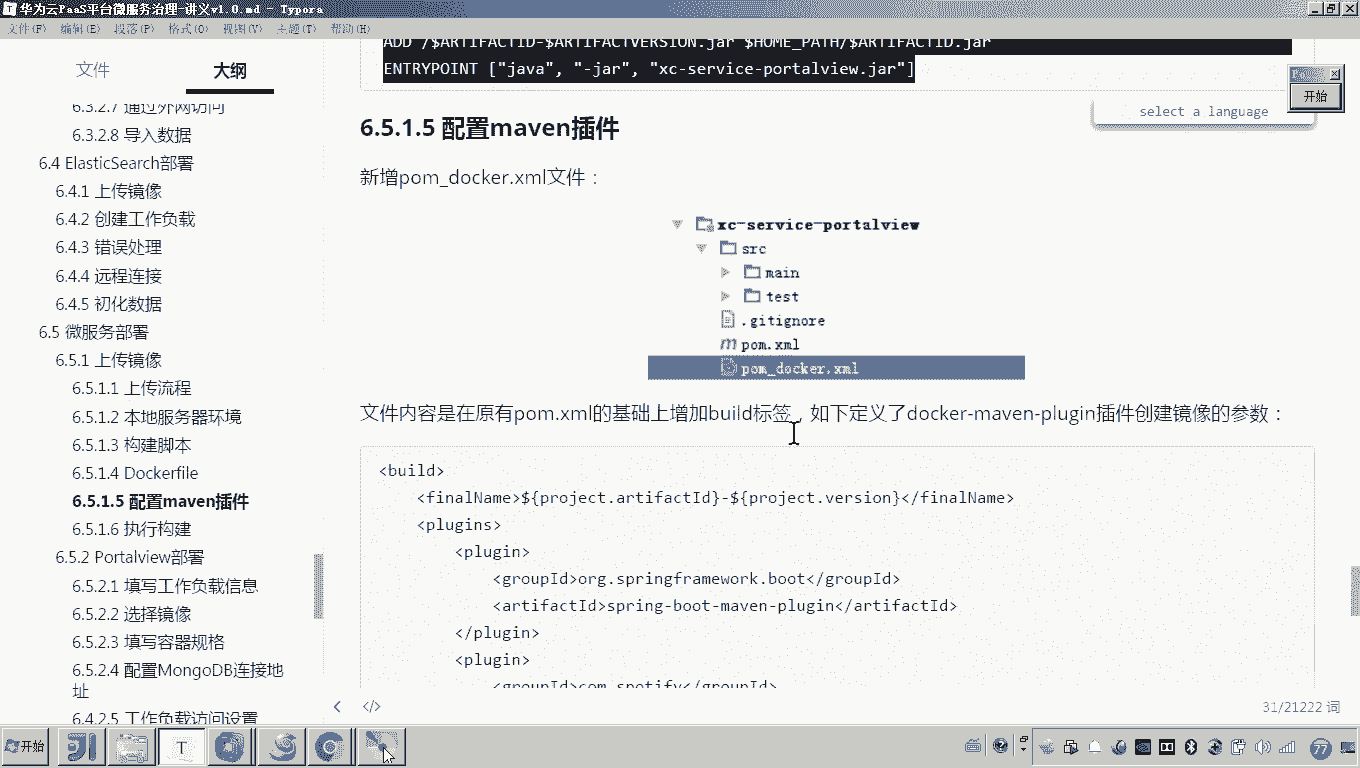 华为云PaaS平台微服务治理-讲义v1.0.md - Typora
文件(F) 编辑(E) 段落(P) 格式(O) 视图(V) 主题(T) 帮助(H)
文件 大纲
6.3.2.7 通过外网访问
6.3.2.8 导入数据
6.4 ElasticSearch部署
6.4.1 上传镜像
6.4.2 创建工作负载
6.4.3 错误处理
6.4.4 远程连接
6.4.5 初化数据
6.5 微服务部署
6.5.1 上传镜像
6.5.1.1 上传流程
6.5.1.2 本地服务器环境
6.5.1.3 构建脚本
6.5.1.4 Dockerfile
6.5.1.5 配置maven插件
6.5.1.6 执行构建
6.5.2 Portalview部署
6.5.2.1 填写工作负载信息
6.5.2.2 选择镜像
6.5.2.3 填写容器规格
6.5.2.4 配置MongoDB连接地
址
6.4.2.5 工作负载访问设置
ADD /$ARTIFACTID-$ARTIFACTVERSION.jar $HOME_PATH/$ARTIFACTID.jar
ENTRYPOINT ["java", "-jar", "xc-service-portalview.jar"]
开始
select a language
6.5.1.5 配置maven插件
新增pom_docker.xml文件：
xc-service-portalview
src
main
test
.gitignore
pom.xml
pom_docker.xml
文件内容是在原有pom.xml的基础上增加build标签，如下定义了docker-maven-plugin插件创建镜像的参数：
<build>
<finalName>${project.artifactId}-${project.version}</finalName>
<plugins>
<plugin>
<groupId>org.springframework.boot</groupId>
<artifactId>spring-boot-maven-plugin</artifactId>
</plugin>
<plugin>
<groupId>com.spotify</groupId>
31/21222 词
开始
77